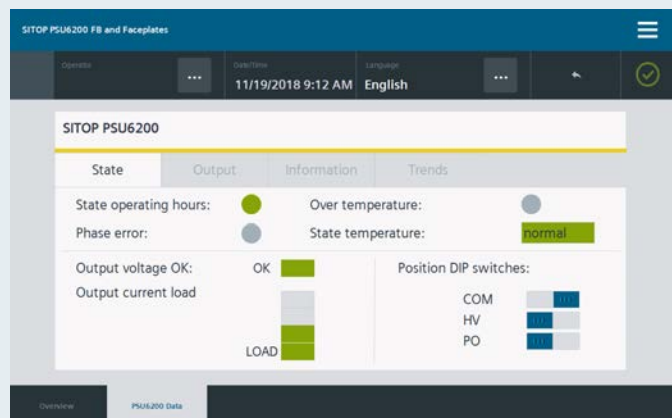 SITOP PSU6200 FB and Faceplates
Operator Date/Time Language
... 11/19/2018 9:12 AM English ...
SITOP PSU6200
State Output Information Trends
State operating hours: Over temperature:
Phase error: State temperature: normal
Output voltage OK: OK Position DIP switches:
Output current load
COM
HV
PO
LOAD
Overview PSU6200 Data